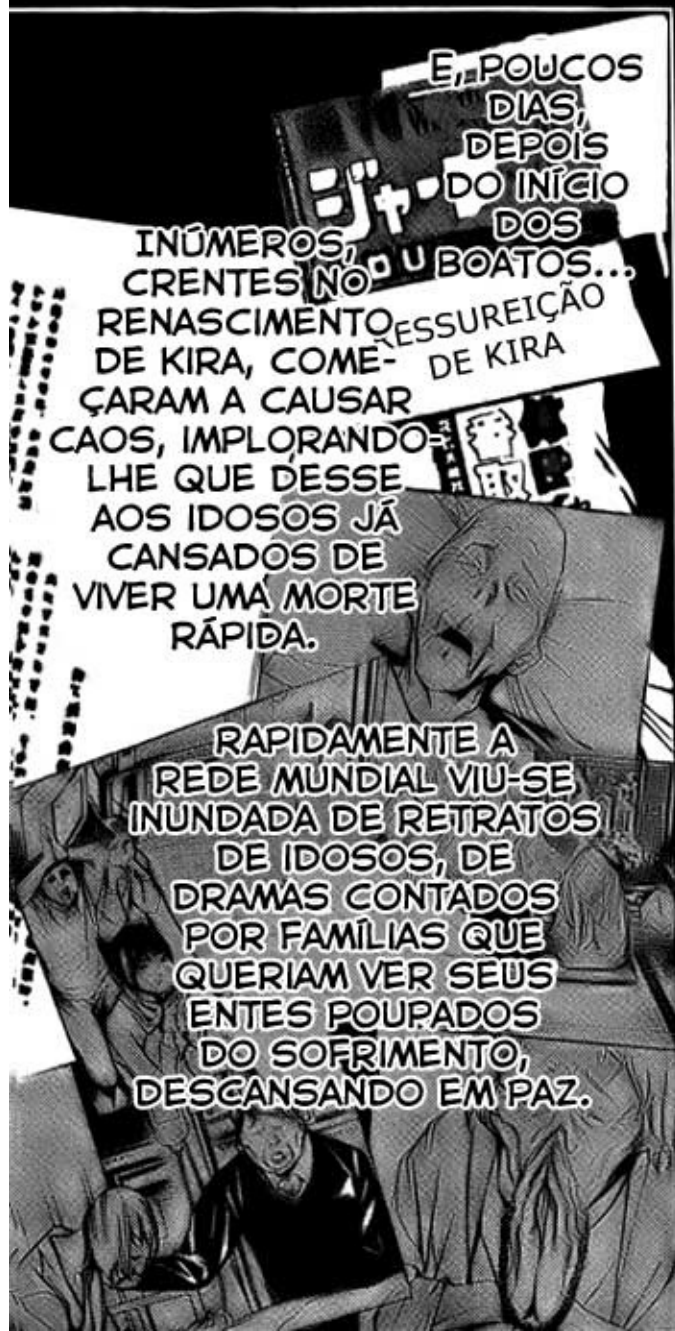 E, POUCOS
DIAS,
DEPOIS
DO INÍCIO
DOS
BOATOS...
ジャ
OU
RESSUREIÇÃO
DE KIRA
INÚMEROS,
CRENTES NO
RENASCIMENTO
DE KIRA, COME-
ÇARAM A CAUSAR
CAOS, IMPLORANDO-
LHE QUE DESSE
AOS IDOSOS JÁ
CANSADOS DE
VIVER UMA MORTE
RÁPIDA.
RAPIDAMENTE A
REDE MUNDIAL VIU-SE
INUNDADA DE RETRATOS
DE IDOSOS, DE
DRAMAS CONTADOS
POR FAMÍLIAS QUE
QUERIAM VER SEUS
ENTES POUPADOS
DO SOFRIMENTO,
DESCANSANDO EM PAZ.